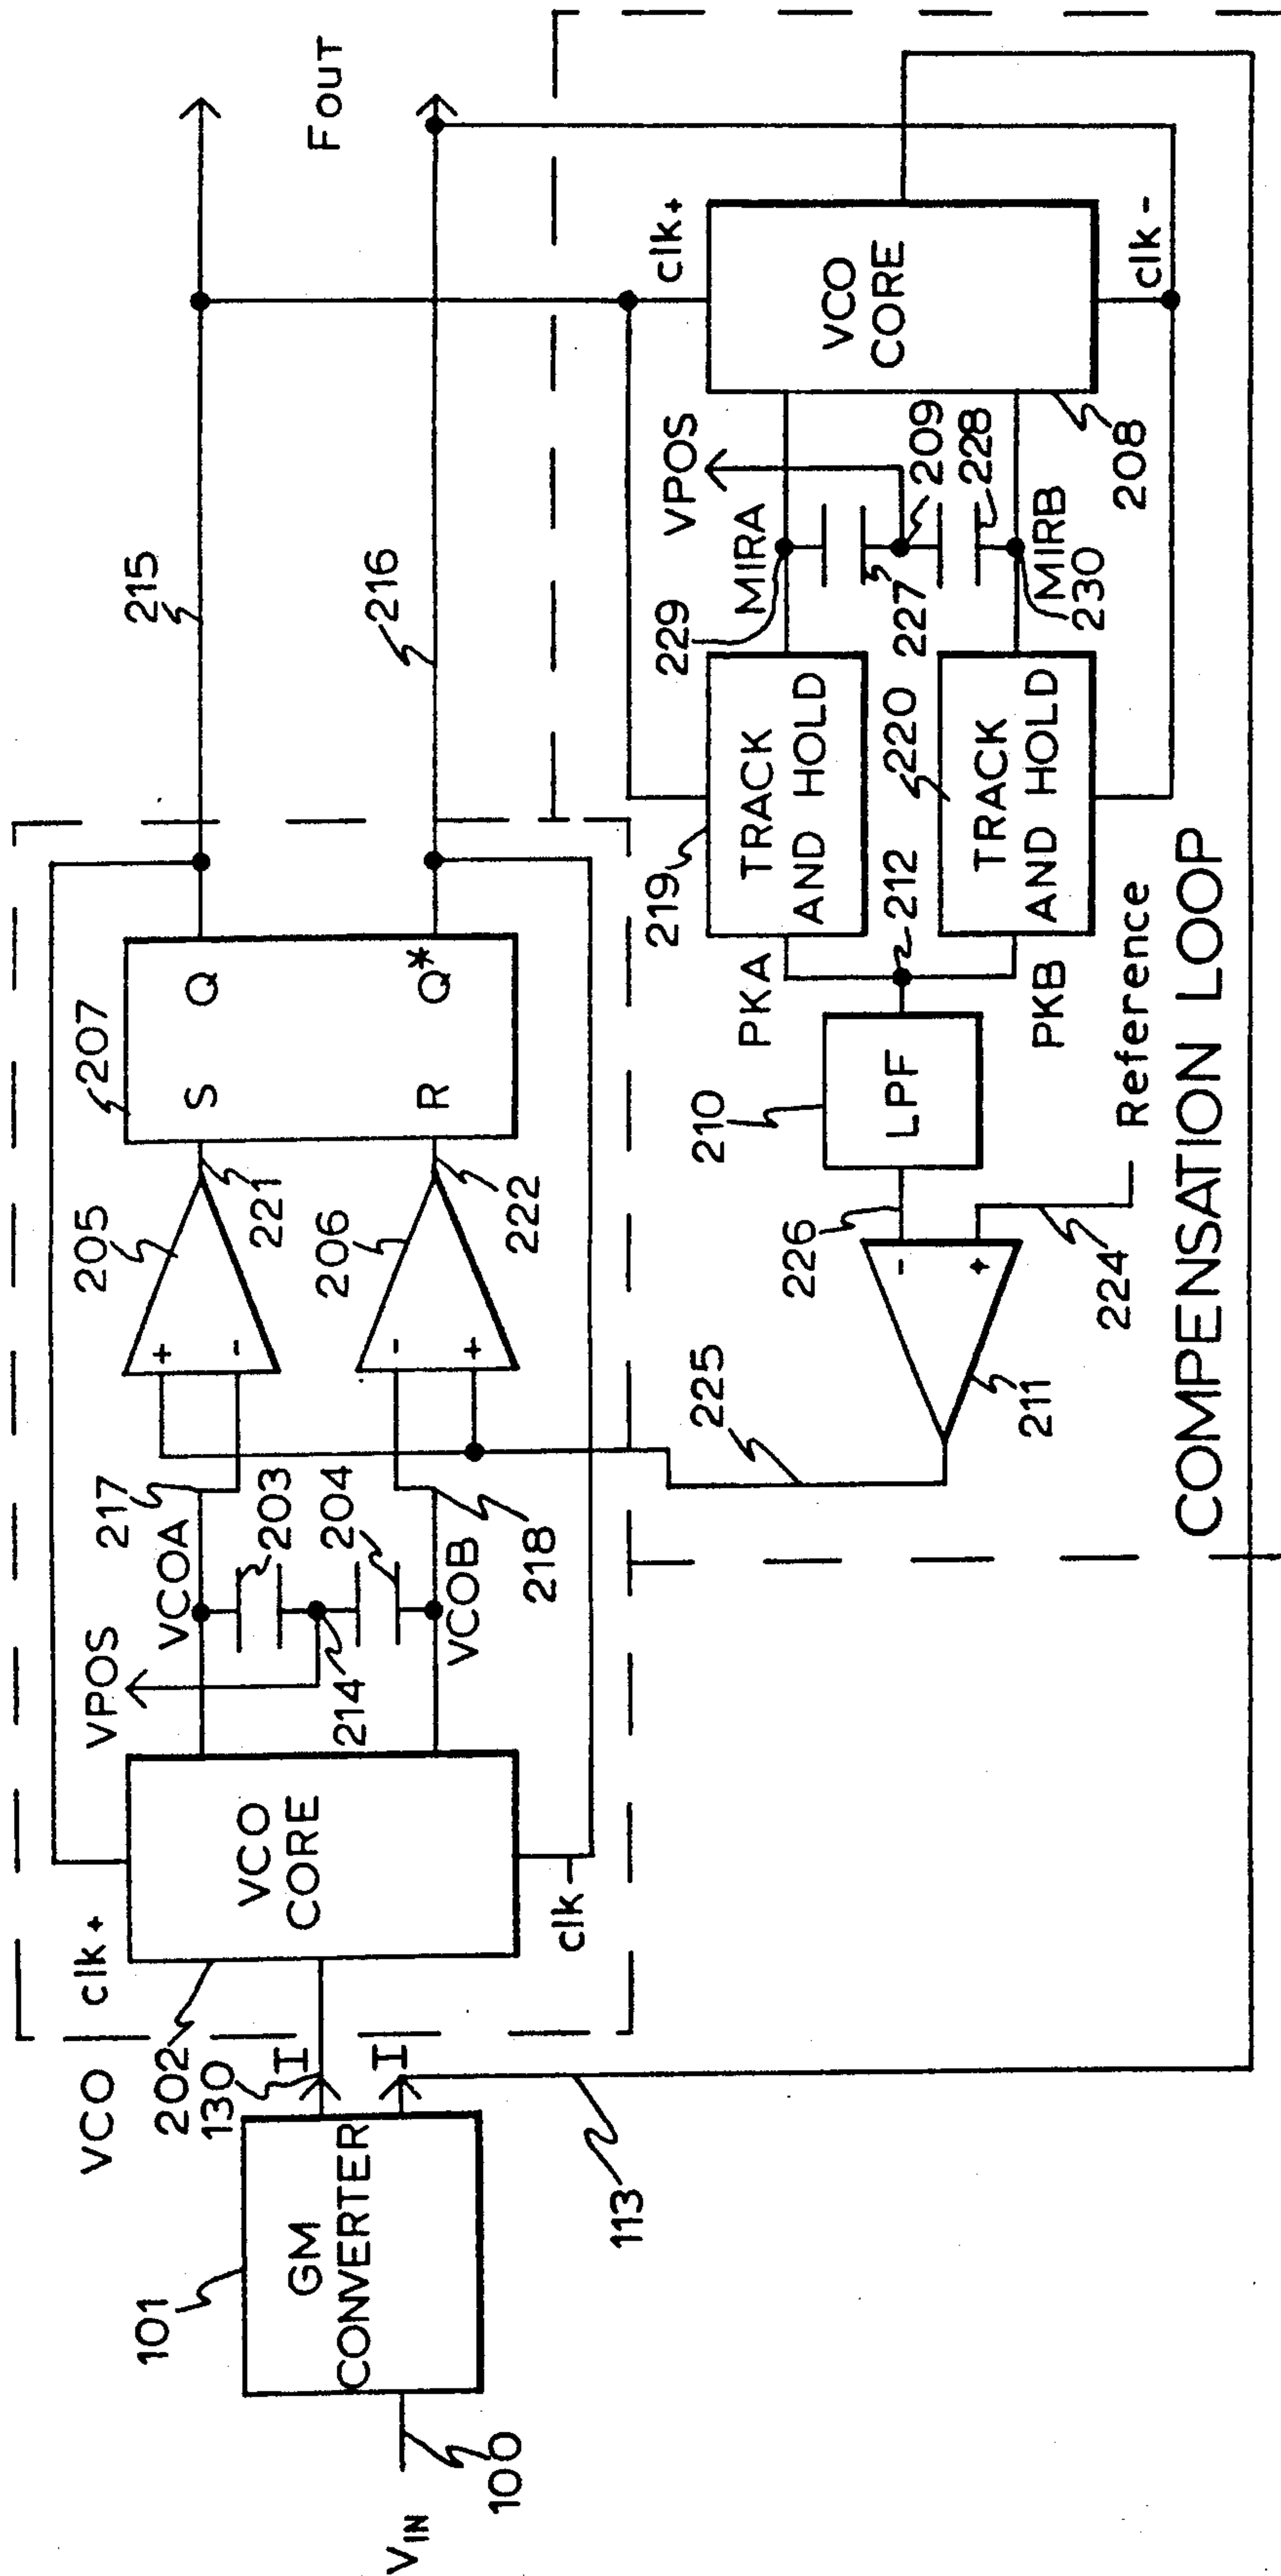 VIN
100
101
GM
CONVERTER
I
130
I
113
VCO
202
clk+
VCO
CORE
clk-
VPOS
214
VCOA
217
203
204
VCOB
218
205
+
-
221
206
-
+
222
207
S
Q
R
Q*
215
216
FOUT
225
211
-
+
226
224
Reference
210
LPF
212
PKA
PKB
219
TRACK
AND HOLD
220
TRACK
AND HOLD
229
MIRA
VPOS
209
227
228
MIRB
230
clk+
VCO
CORE
208
clk-
COMPENSATION LOOP